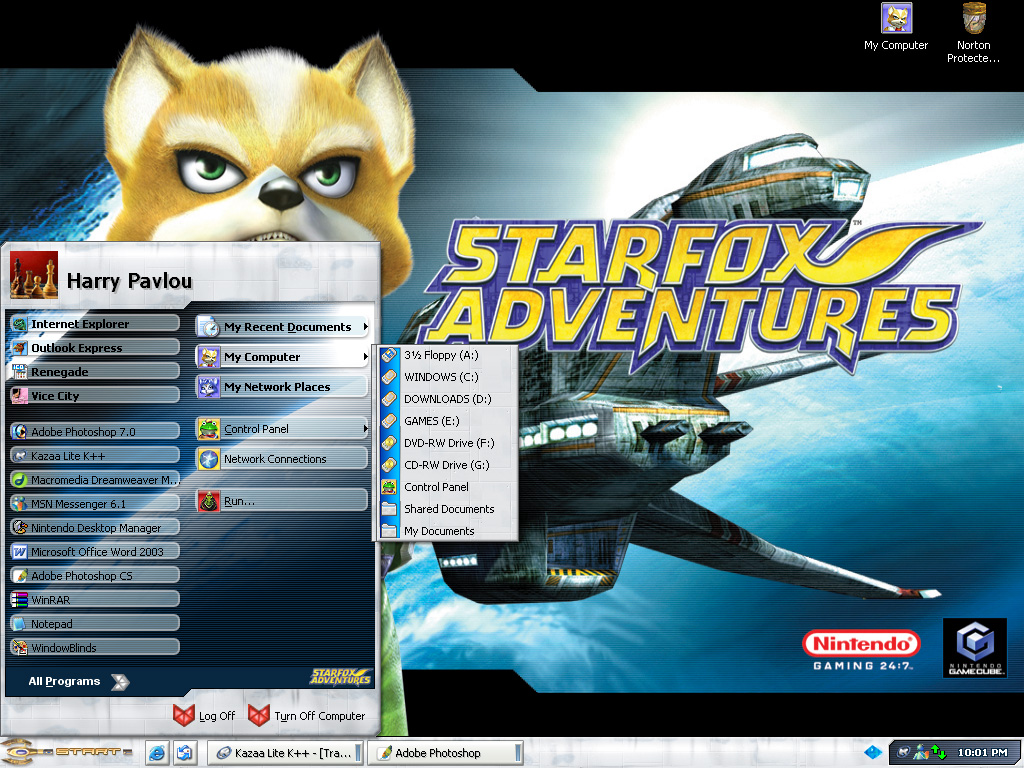 My Computer
Norton
Protecte...
STARFOX
ADVENTURES
TM
Harry Pavlou
Internet Explorer
Outlook Express
Renegade
Vice City
Adobe Photoshop 7.0
Kazaa Lite K++
Macromedia Dreamweaver M...
MSN Messenger 6.1
Nintendo Desktop Manager
Microsoft Office Word 2003
Adobe Photoshop CS
WinRAR
Notepad
WindowBlinds
All Programs
My Recent Documents
My Computer
My Network Places
Control Panel
Network Connections
Run...
3½ Floppy (A:)
WINDOWS (C:)
DOWNLOADS (D:)
GAMES (E:)
DVD-RW Drive (F:)
CD-RW Drive (G:)
Control Panel
Shared Documents
My Documents
STARFOX
ADVENTURES
Log Off
Turn Off Computer
Nintendo®
GAMING 24:7™
NINTENDO
GAMECUBE
START
Kazaa Lite K++ - [Tra...
Adobe Photoshop
10:01 PM